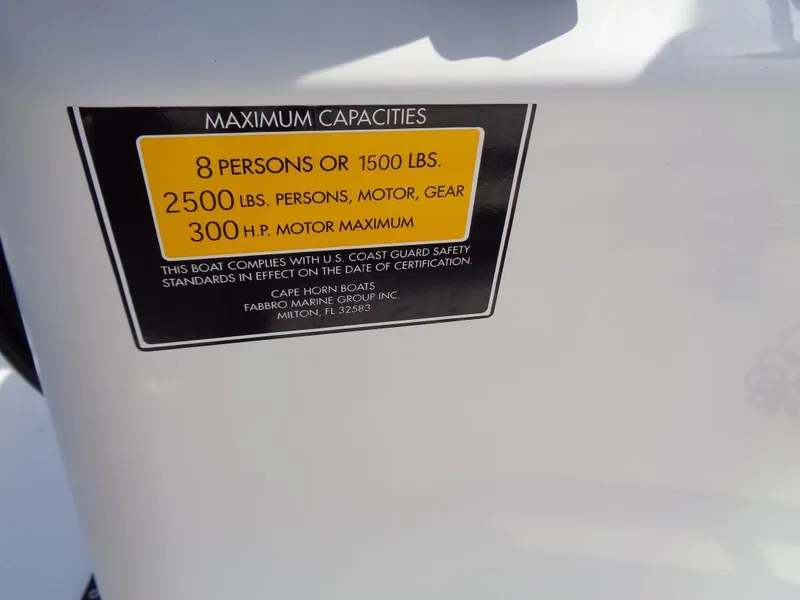 MAXIMUM CAPACITIES
8 PERSONS OR 1500 LBS.
2500 LBS. PERSONS, MOTOR, GEAR
300 H.P. MOTOR MAXIMUM
THIS BOAT COMPLIES WITH U.S. COAST GUARD SAFETY
STANDARDS IN EFFECT ON THE DATE OF CERTIFICATION.
CAPE HORN BOATS
FABBRO MARINE GROUP INC.
MILTON, FL 32583